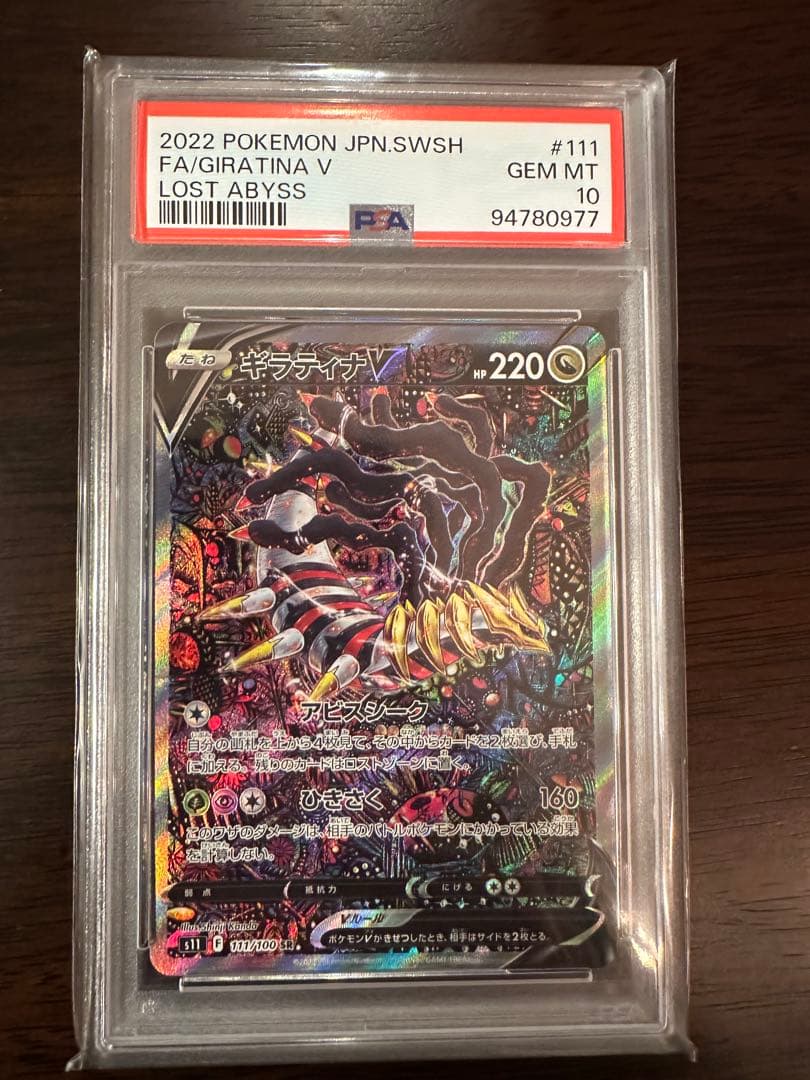 2022 POKEMON JPN.SWSH #111
FA/GIRATINA V GEM MT
LOST ABYSS 10
PSA 94780977
たね ギラティナV HP 220
アビスシーク
自分の山札を上から4枚見て、その中からカードを2枚選び、手札
に加える。残りのカードはロストゾーンに置く。
ひきさく 160
このワザのダメージは、相手のバトルポケモンにかかっている効果
を計算しない。
弱点 抵抗力 にげる
Vルール
ポケモンVがきぜつしたとき、相手はサイドを2枚とる。
Illus. Shinji Kanda
s11 F 111/100 SR